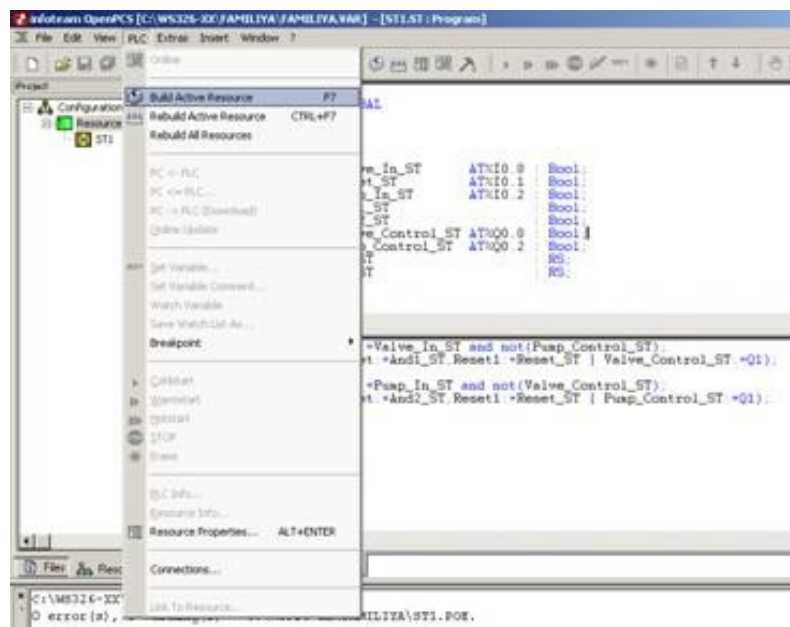 infoteam OpenPCS [C:\WS326-XX\FAMILIYA\FAMILIYA.VAR] - [ST1.ST : Program]
File Edit View PLC Extras Insert Window ?
Online
Project
Build Active Resource F7
Configuration
Rebuild Active Resource CTRL+F7
Resource
Rebuild All Resources
ST1
PC <- PLC
PC <= PLC...
PC -> PLC (Download)
Online Update
Set Variable...
Set Variable Comment...
Watch Variable
Save Watch List As...
Breakpoint
Coldstart
Warmstart
Hotstart
STOP
Erase
PLC Info...
Resource Info...
Resource Properties... ALT+ENTER
Connections...
Link To Resource...
_In_ST AT%I0.0 : Bool;
_ST AT%I0.1 : Bool;
_In_ST AT%I0.2 : Bool;
_ST : Bool;
_ST : Bool;
_Control_ST AT%Q0.0 : Bool;
_Control_ST AT%Q0.2 : Bool;
RS;
RS;
Valve_In_ST and not(Pump_Control_ST);
And1_ST,Reset1:=Reset_ST | Valve_Control_ST:=Q1);
Pump_In_ST and not(Valve_Control_ST);
And2_ST,Reset1:=Reset_ST | Pump_Control_ST:=Q1);
Files
C:\WS326-XX
0 error(s),
\ST1.POE.